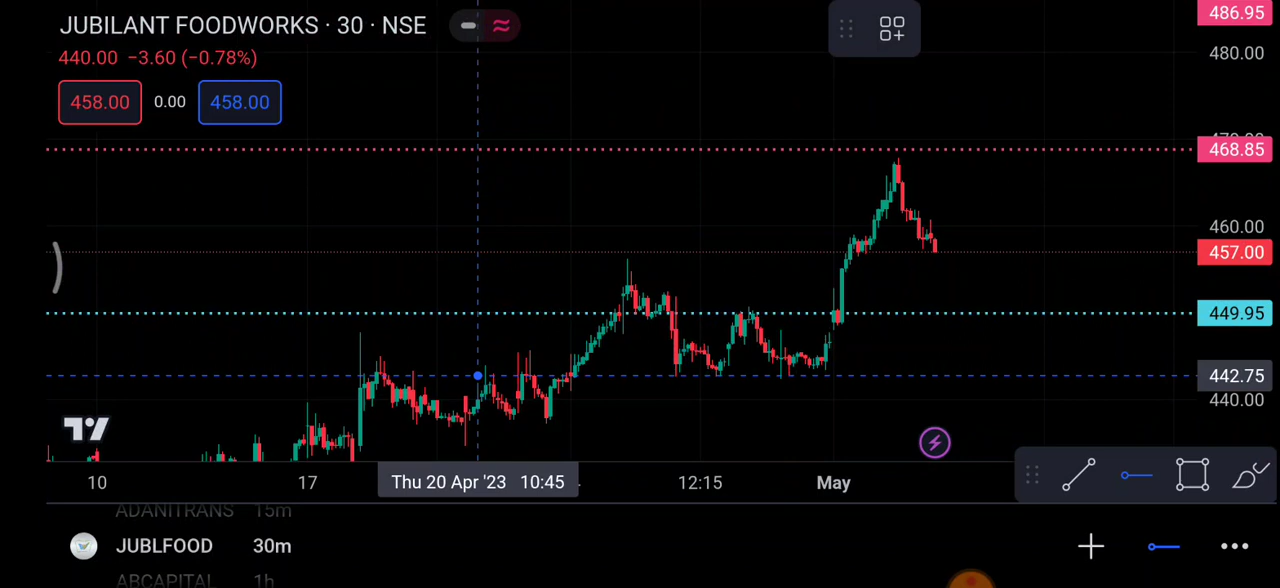 JUBILANT FOODWORKS · 30 · NSE
440.00 −3.60 (−0.78%)
458.00 0.00 458.00
486.95
480.00
468.85
460.00
457.00
449.95
442.75
440.00
10 17 Thu 20 Apr '23 10:45 12:15 May
ADANITRANS 15m
JUBLFOOD 30m
ABCAPITAL 1h